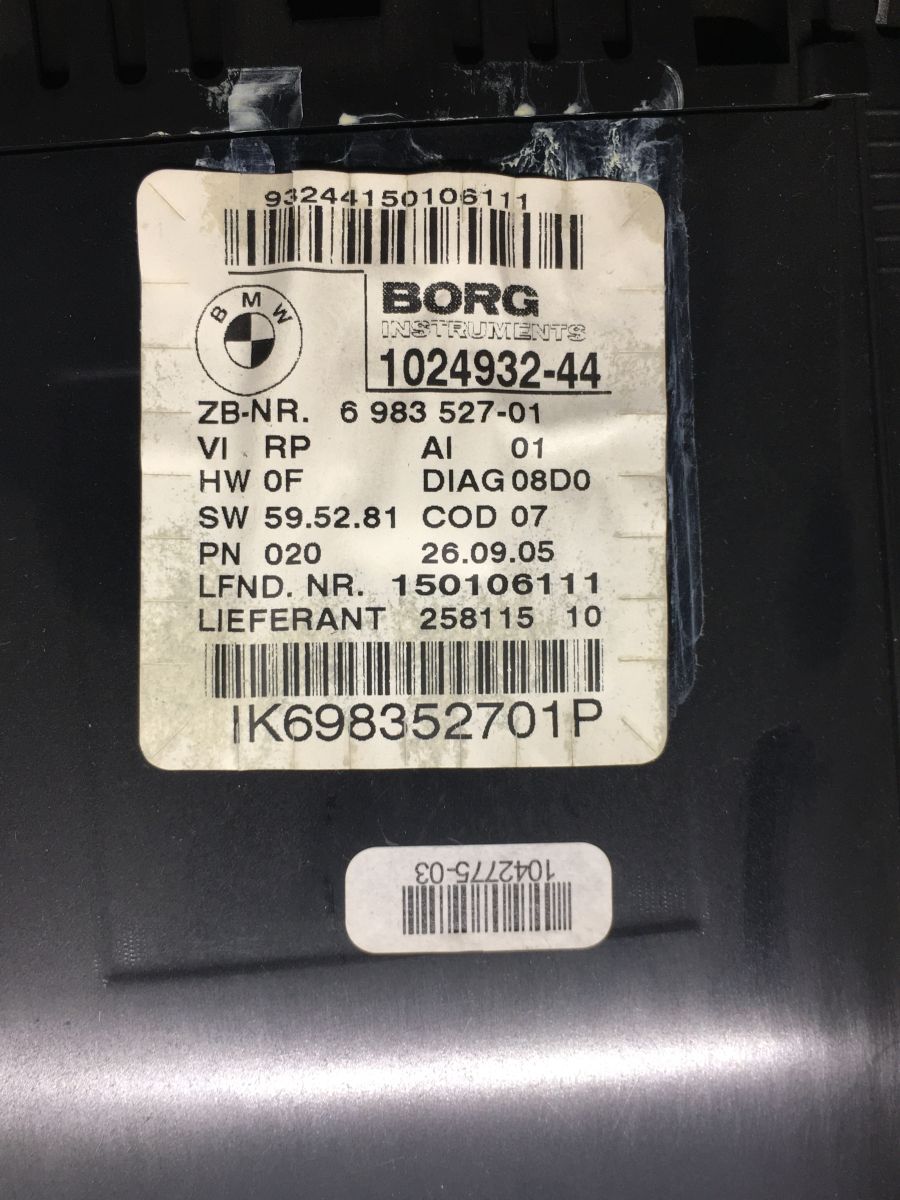 93244150106111
BMW
BORG
INSTRUMENTS
1024932-44
ZB-NR. 6 983 527-01
VI RP AI 01
HW 0F DIAG 08D0
SW 59.52.81 COD 07
PN 020 26.09.05
LFND. NR. 150106111
LIEFERANT 258115 10
IK698352701P
1042775-03